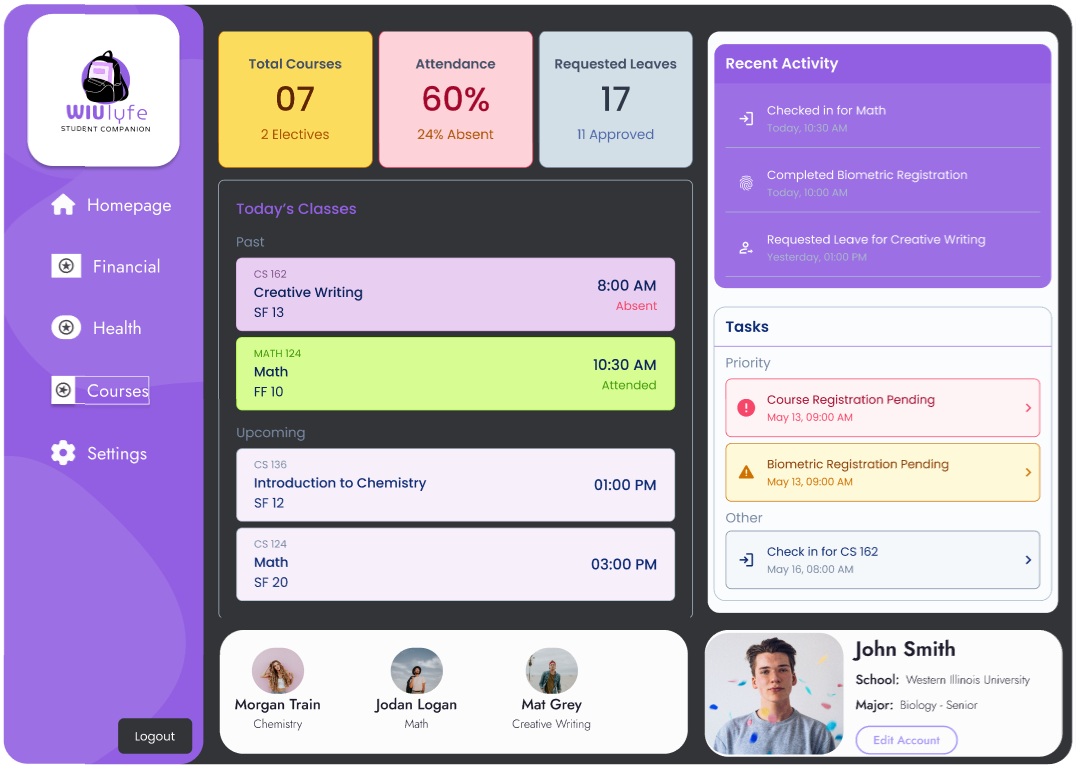 WIUlyfe
STUDENT COMPANION
Homepage
Financial
Health
Courses
Settings
Logout
Total Courses
07
2 Electives
Attendance
60%
24% Absent
Requested Leaves
17
11 Approved
Today's Classes
Past
CS 162
Creative Writing
SF 13
8:00 AM
Absent
MATH 124
Math
FF 10
10:30 AM
Attended
Upcoming
CS 136
Introduction to Chemistry
SF 12
01:00 PM
CS 124
Math
SF 20
03:00 PM
Recent Activity
Checked in for Math
Today, 10:30 AM
Completed Biometric Registration
Today, 10:00 AM
Requested Leave for Creative Writing
Yesterday, 01:00 PM
Tasks
Priority
Course Registration Pending
May 13, 09:00 AM
Biometric Registration Pending
May 13, 09:00 AM
Other
Check in for CS 162
May 16, 08:00 AM
Morgan Train
Chemistry
Jodan Logan
Math
Mat Grey
Creative Writing
John Smith
School: Western Illinois University
Major: Biology - Senior
Edit Account